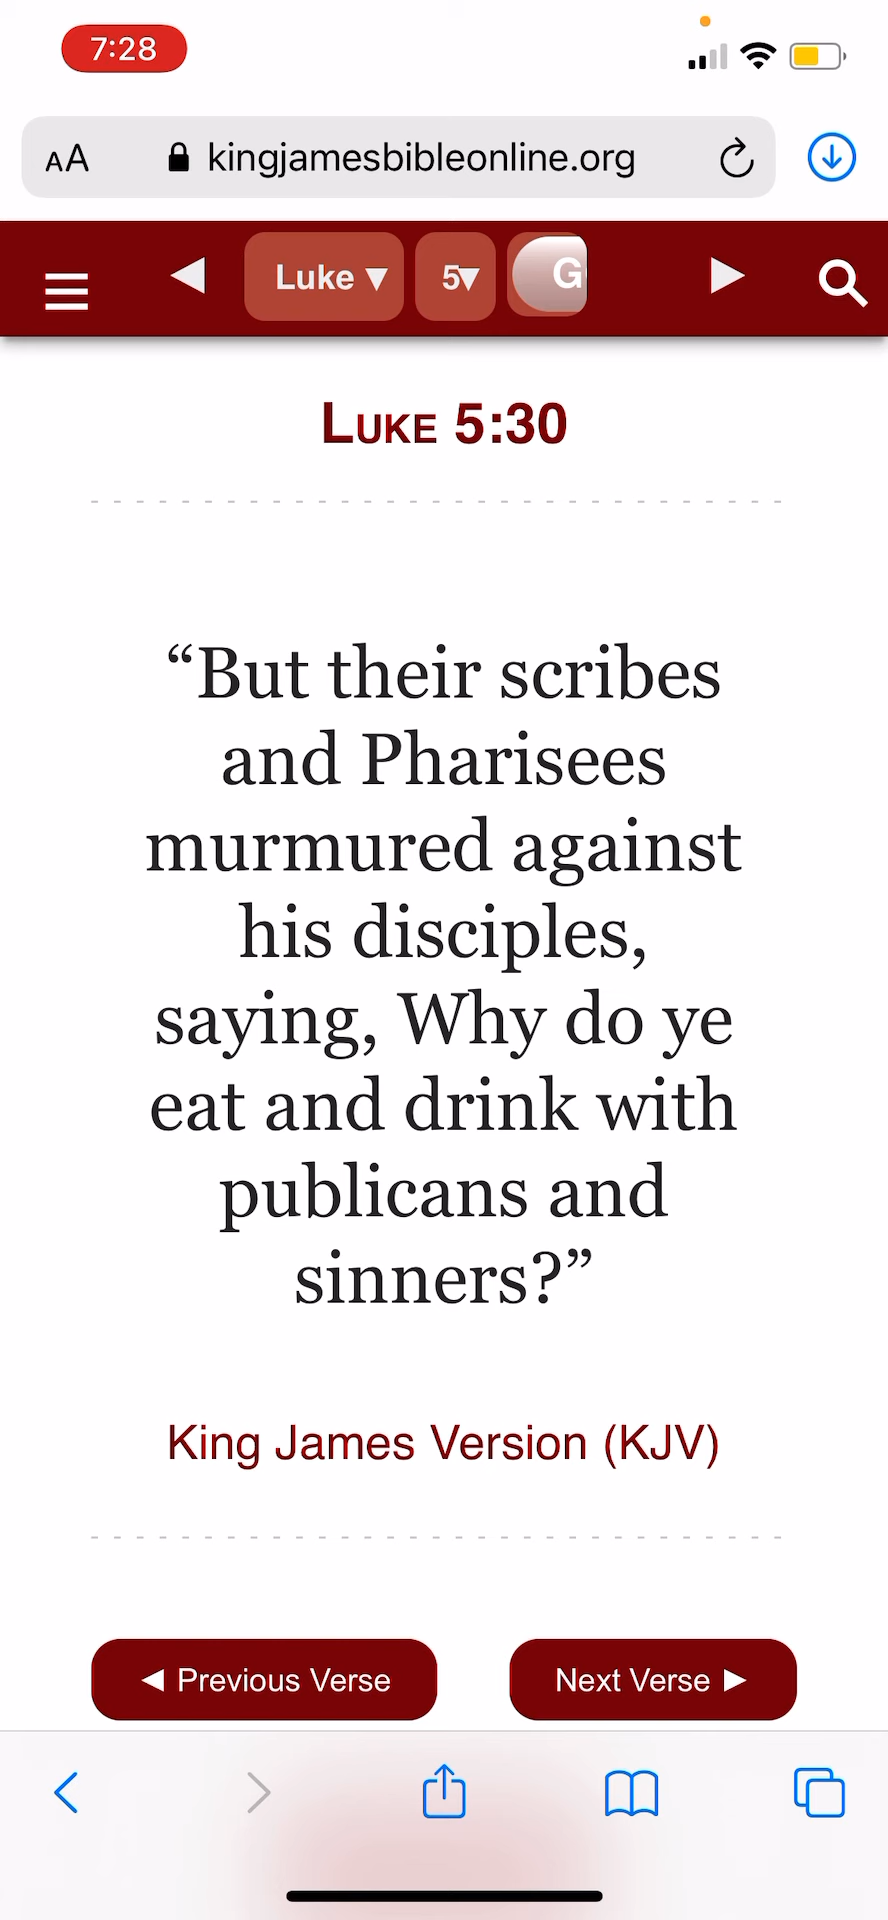 7:28
AA kingjamesbibleonline.org
Luke ▼ 5▼ G
LUKE 5:30
“But their scribes
and Pharisees
murmured against
his disciples,
saying, Why do ye
eat and drink with
publicans and
sinners?”
King James Version (KJV)
◄ Previous Verse Next Verse ►